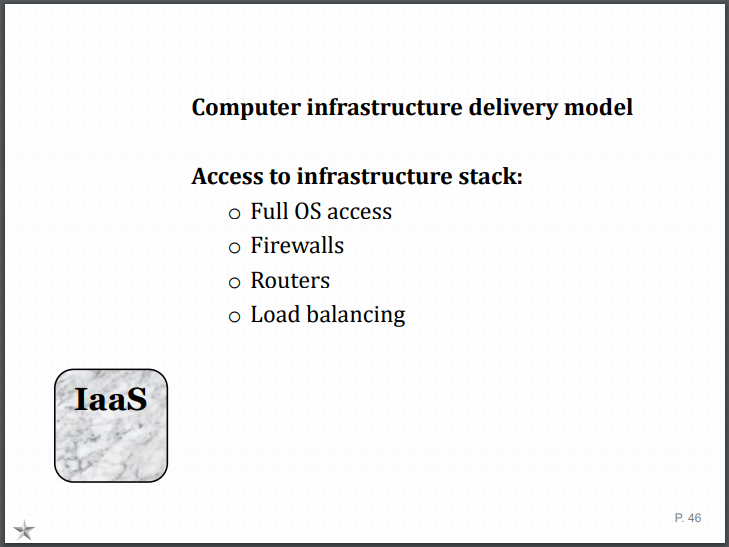 Computer infrastructure delivery model
Access to infrastructure stack:
○ Full OS access
○ Firewalls
○ Routers
○ Load balancing
IaaS
P. 46